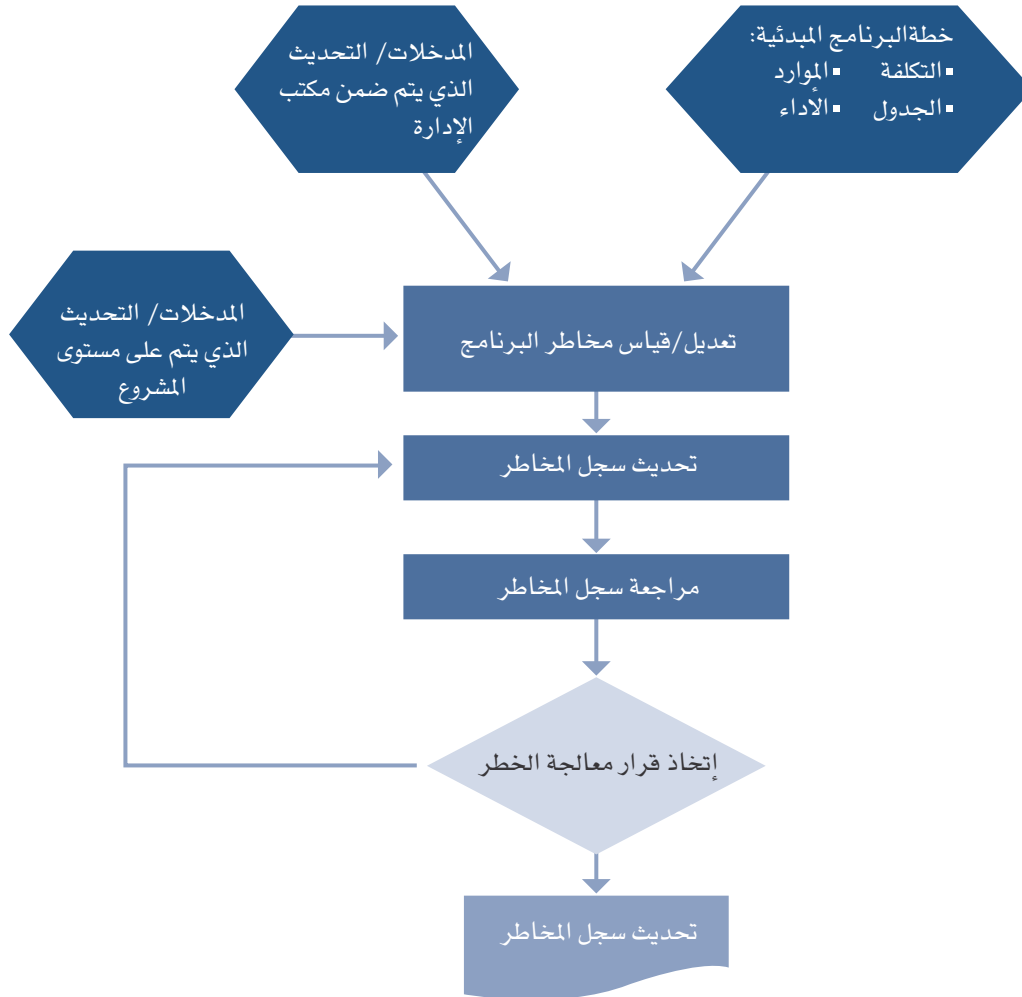 خطةالبرنامج المبدئية:
▪التكلفة ▪الموارد
▪الجدول ▪الأداء
المدخلات/ التحديث
الذي يتم ضمن مكتب
الإدارة
المدخلات/ التحديث
الذي يتم على مستوى
المشروع
تعديل/قياس مخاطر البرنامج
تحديث سجل المخاطر
مراجعة سجل المخاطر
إتخاذ قرار معالجة الخطر
تحديث سجل المخاطر